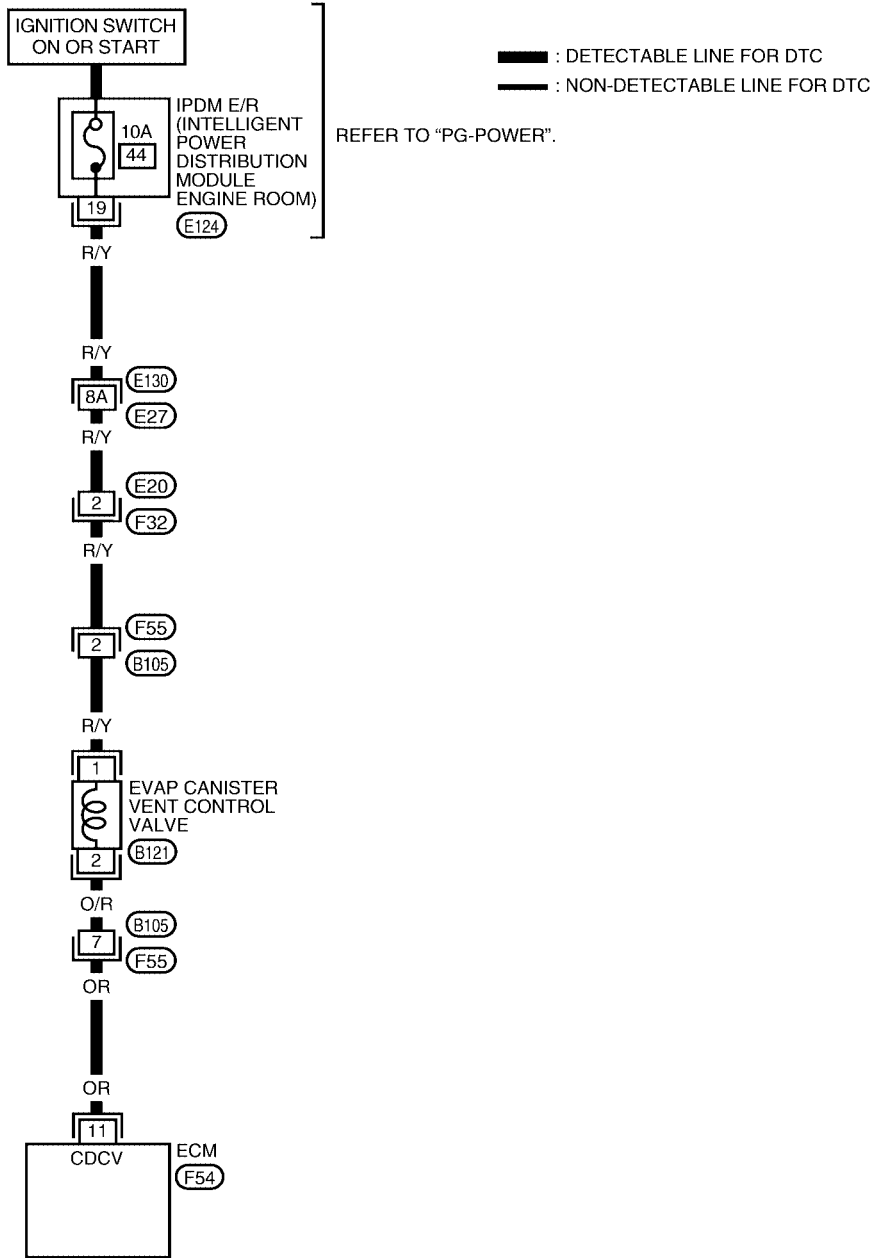 IGNITION SWITCH
ON OR START
: DETECTABLE LINE FOR DTC
: NON-DETECTABLE LINE FOR DTC
IPDM E/R
(INTELLIGENT
POWER
DISTRIBUTION
MODULE
ENGINE ROOM)
10A
44
REFER TO “PG-POWER”.
19
E124
R/Y
R/Y
E130
8A
E27
R/Y
E20
2
F32
R/Y
F55
2
B105
R/Y
1
EVAP CANISTER
VENT CONTROL
VALVE
2
B121
O/R
B105
7
F55
OR
OR
11
CDCV
ECM
F54